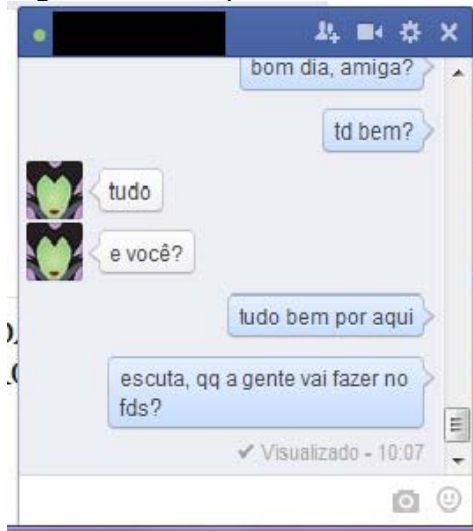 bom dia, amiga?
td bem?
tudo
e você?
tudo bem por aqui
escuta, qq a gente vai fazer no
fds?
✔ Visualizado - 10:07